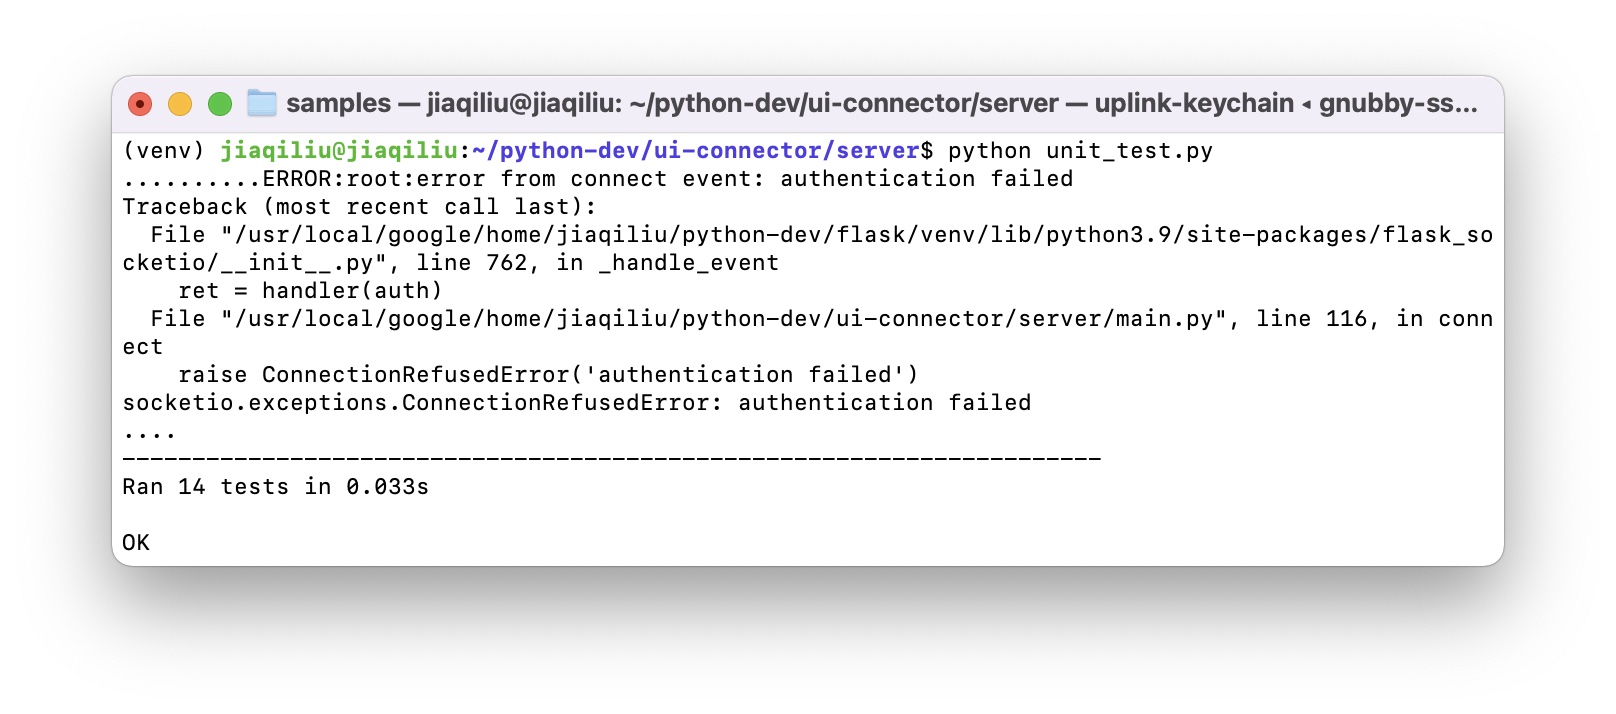 samples — jiaqiliu@jiaqiliu: ~/python-dev/ui-connector/server — uplink-keychain ◂ gnubby-ss...
(venv) jiaqiliu@jiaqiliu:~/python-dev/ui-connector/server$ python unit_test.py
..........ERROR:root:error from connect event: authentication failed
Traceback (most recent call last):
  File "/usr/local/google/home/jiaqiliu/python-dev/flask/venv/lib/python3.9/site-packages/flask_so
cketio/__init__.py", line 762, in _handle_event
    ret = handler(auth)
  File "/usr/local/google/home/jiaqiliu/python-dev/ui-connector/server/main.py", line 116, in conn
ect
    raise ConnectionRefusedError('authentication failed')
socketio.exceptions.ConnectionRefusedError: authentication failed
....
----------------------------------------------------------------------
Ran 14 tests in 0.033s

OK